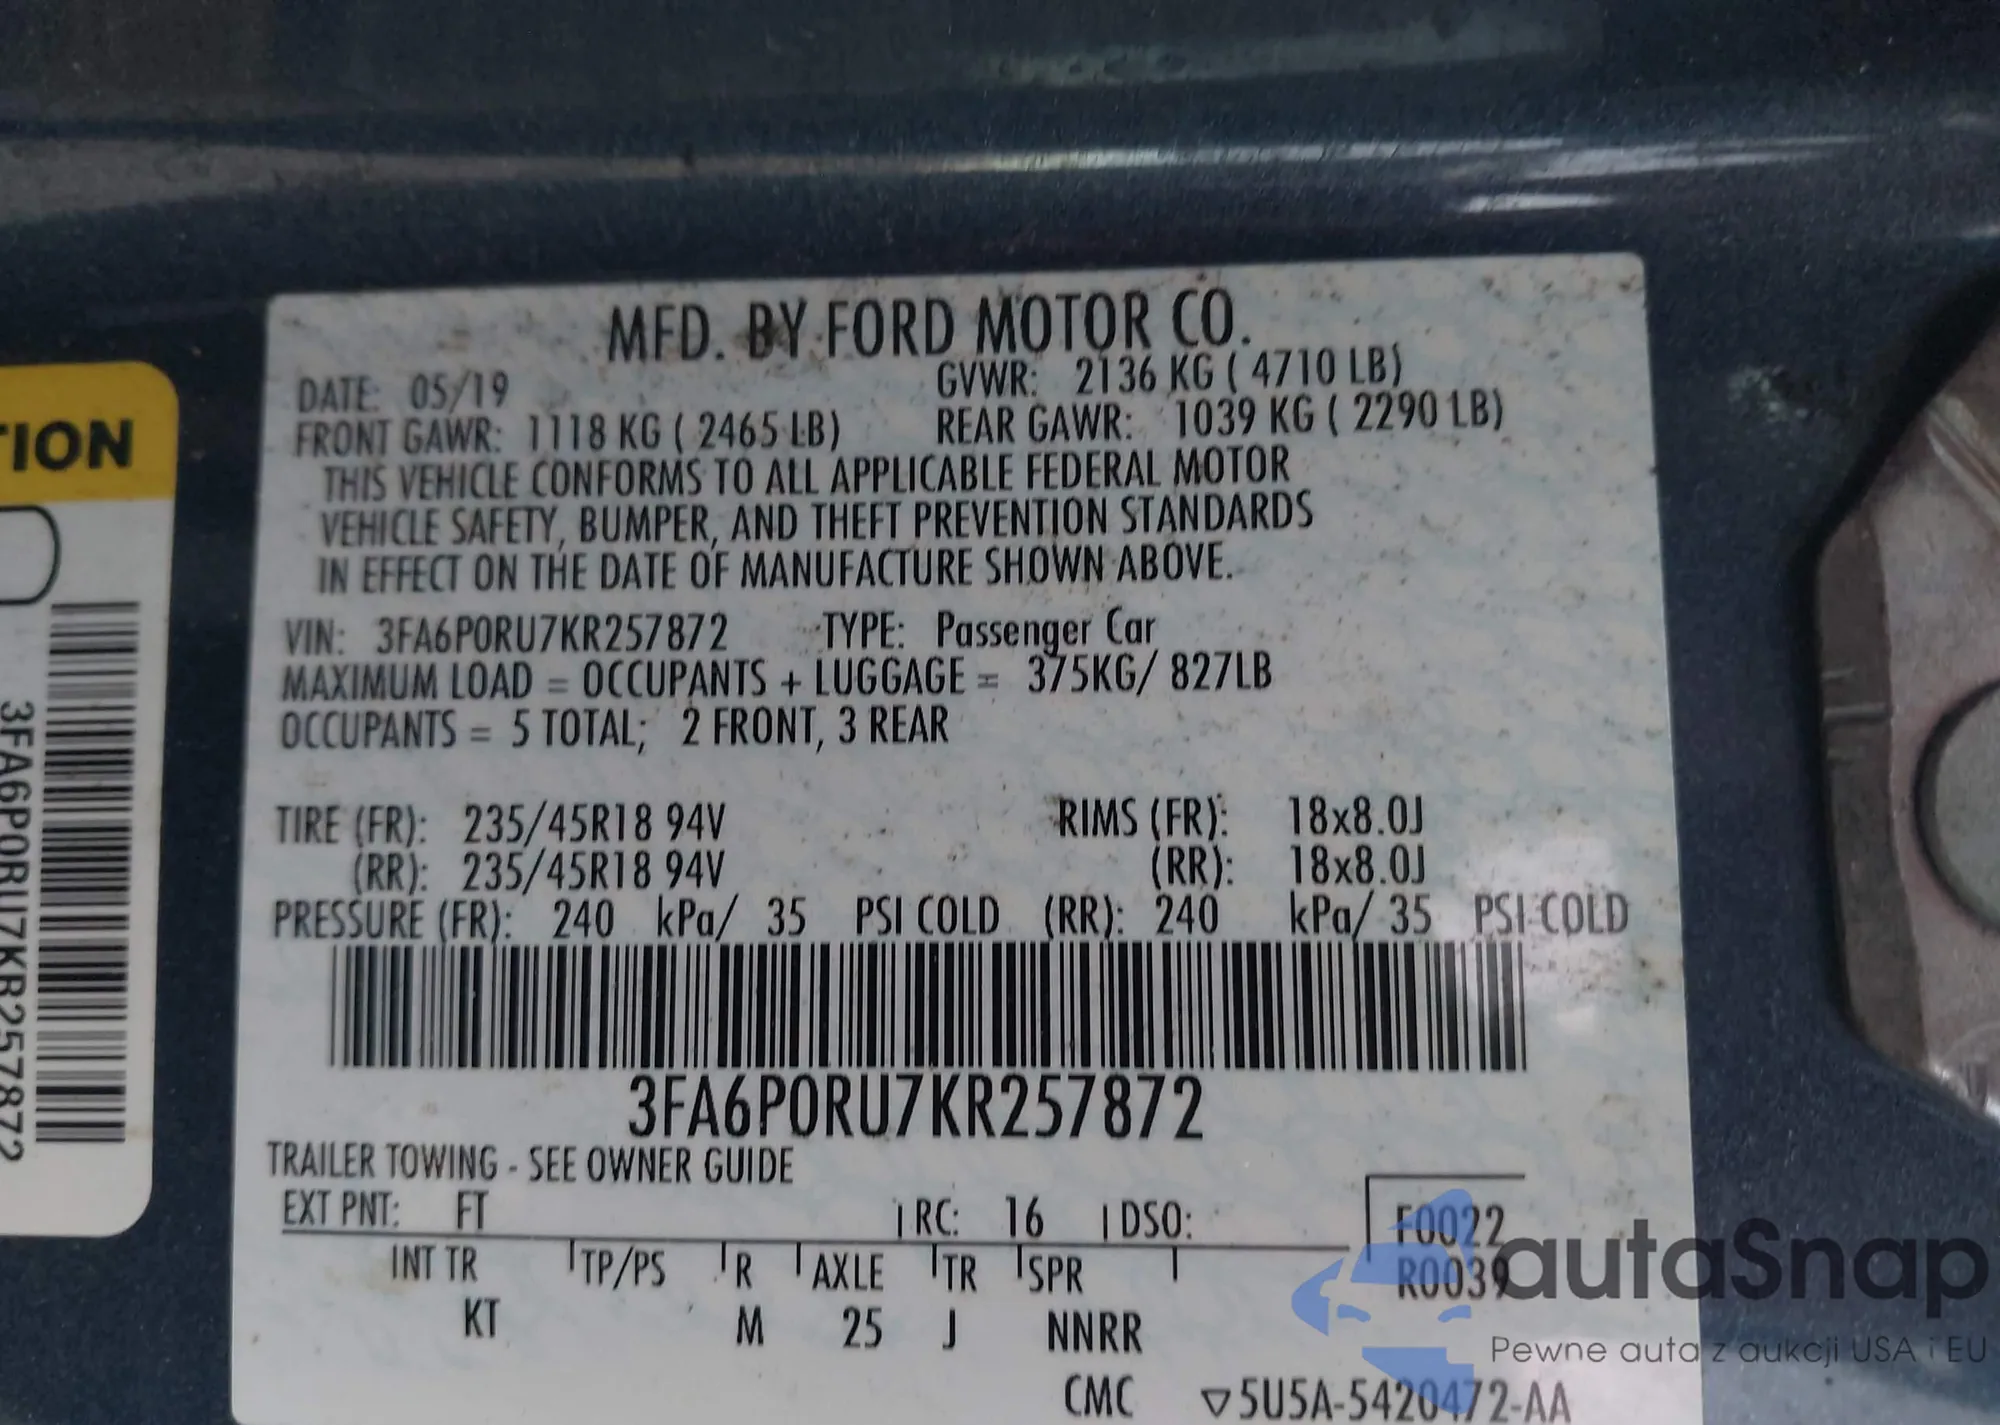 MFD. BY FORD MOTOR CO.
DATE: 05/19 GVWR: 2136 KG ( 4710 LB)
FRONT GAWR: 1118 KG ( 2465 LB) REAR GAWR: 1039 KG ( 2290 LB)
THIS VEHICLE CONFORMS TO ALL APPLICABLE FEDERAL MOTOR
VEHICLE SAFETY, BUMPER, AND THEFT PREVENTION STANDARDS
IN EFFECT ON THE DATE OF MANUFACTURE SHOWN ABOVE.
VIN: 3FA6P0RU7KR257872 TYPE: Passenger Car
MAXIMUM LOAD = OCCUPANTS + LUGGAGE = 375KG/ 827LB
OCCUPANTS = 5 TOTAL; 2 FRONT, 3 REAR
TIRE (FR): 235/45R18 94V RIMS (FR): 18x8.0J
(RR): 235/45R18 94V (RR): 18x8.0J
PRESSURE (FR): 240 kPa/ 35 PSI COLD (RR): 240 kPa/ 35 PSI COLD
3FA6P0RU7KR257872
TRAILER TOWING - SEE OWNER GUIDE
EXT PNT: FT RC: 16 DSO: F0022
INT TR TP/PS R AXLE TR SPR R0039
KT M 25 J NNRR
CMC ▽5U5A-5420472-AA
TION
3FA6P0RU7KR257872
autaSnap
Pewne auta z aukcji USA i EU